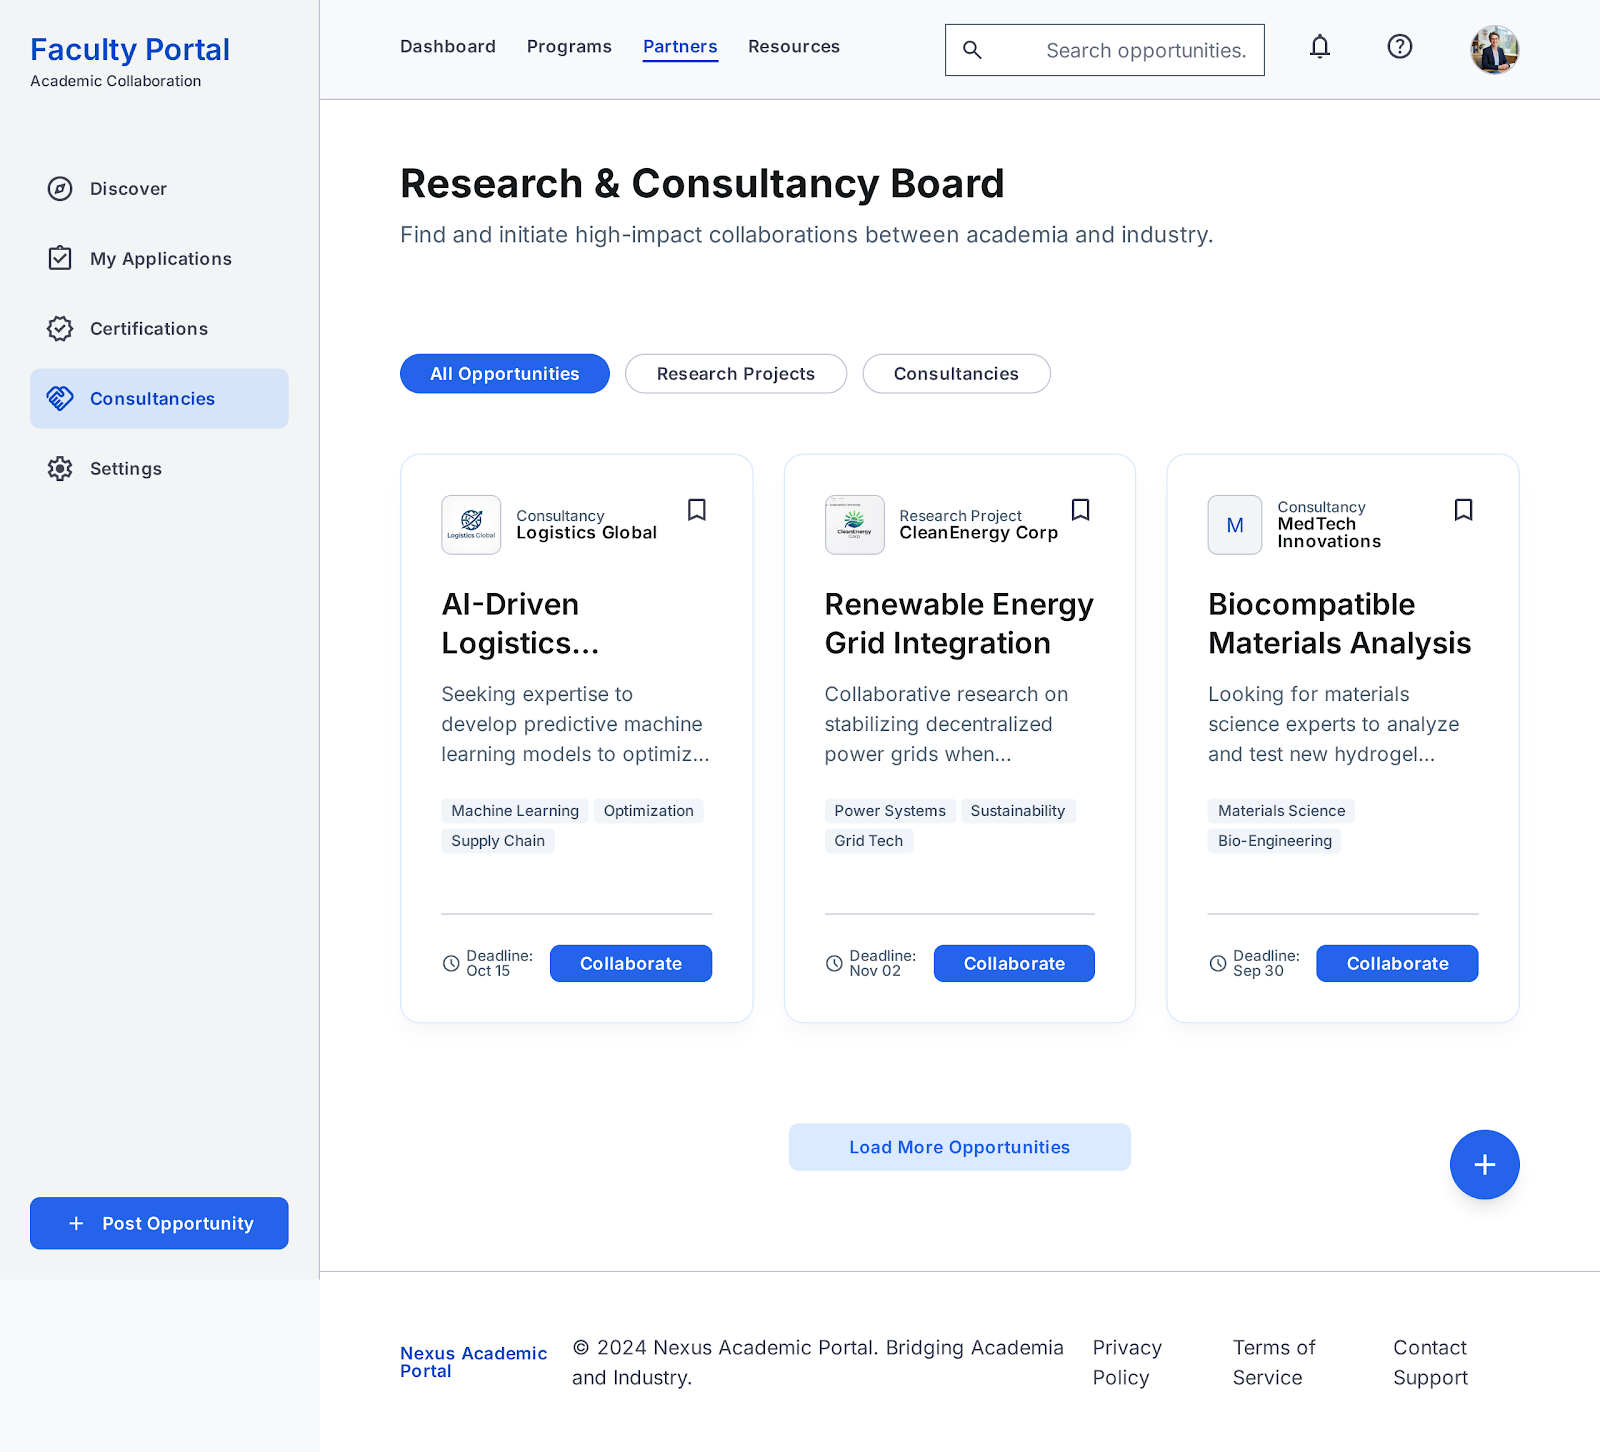 Faculty Portal
Academic Collaboration
Discover
My Applications
Certifications
Consultancies
Settings
Post Opportunity
Dashboard
Programs
Partners
Resources
Search opportunities.
Research & Consultancy Board
Find and initiate high-impact collaborations between academia and industry.
All Opportunities
Research Projects
Consultancies
Logistics Global
Consultancy
Logistics Global
AI-Driven
Logistics...
Seeking expertise to
develop predictive machine
learning models to optimiz...
Machine Learning
Optimization
Supply Chain
Deadline:
Oct 15
Collaborate
CleanEnergy
Corp
Research Project
CleanEnergy Corp
Renewable Energy
Grid Integration
Collaborative research on
stabilizing decentralized
power grids when...
Power Systems
Sustainability
Grid Tech
Deadline:
Nov 02
Collaborate
M
Consultancy
MedTech
Innovations
Biocompatible
Materials Analysis
Looking for materials
science experts to analyze
and test new hydrogel...
Materials Science
Bio-Engineering
Deadline:
Sep 30
Collaborate
Load More Opportunities
Nexus Academic
Portal
© 2024 Nexus Academic Portal. Bridging Academia
and Industry.
Privacy
Policy
Terms of
Service
Contact
Support